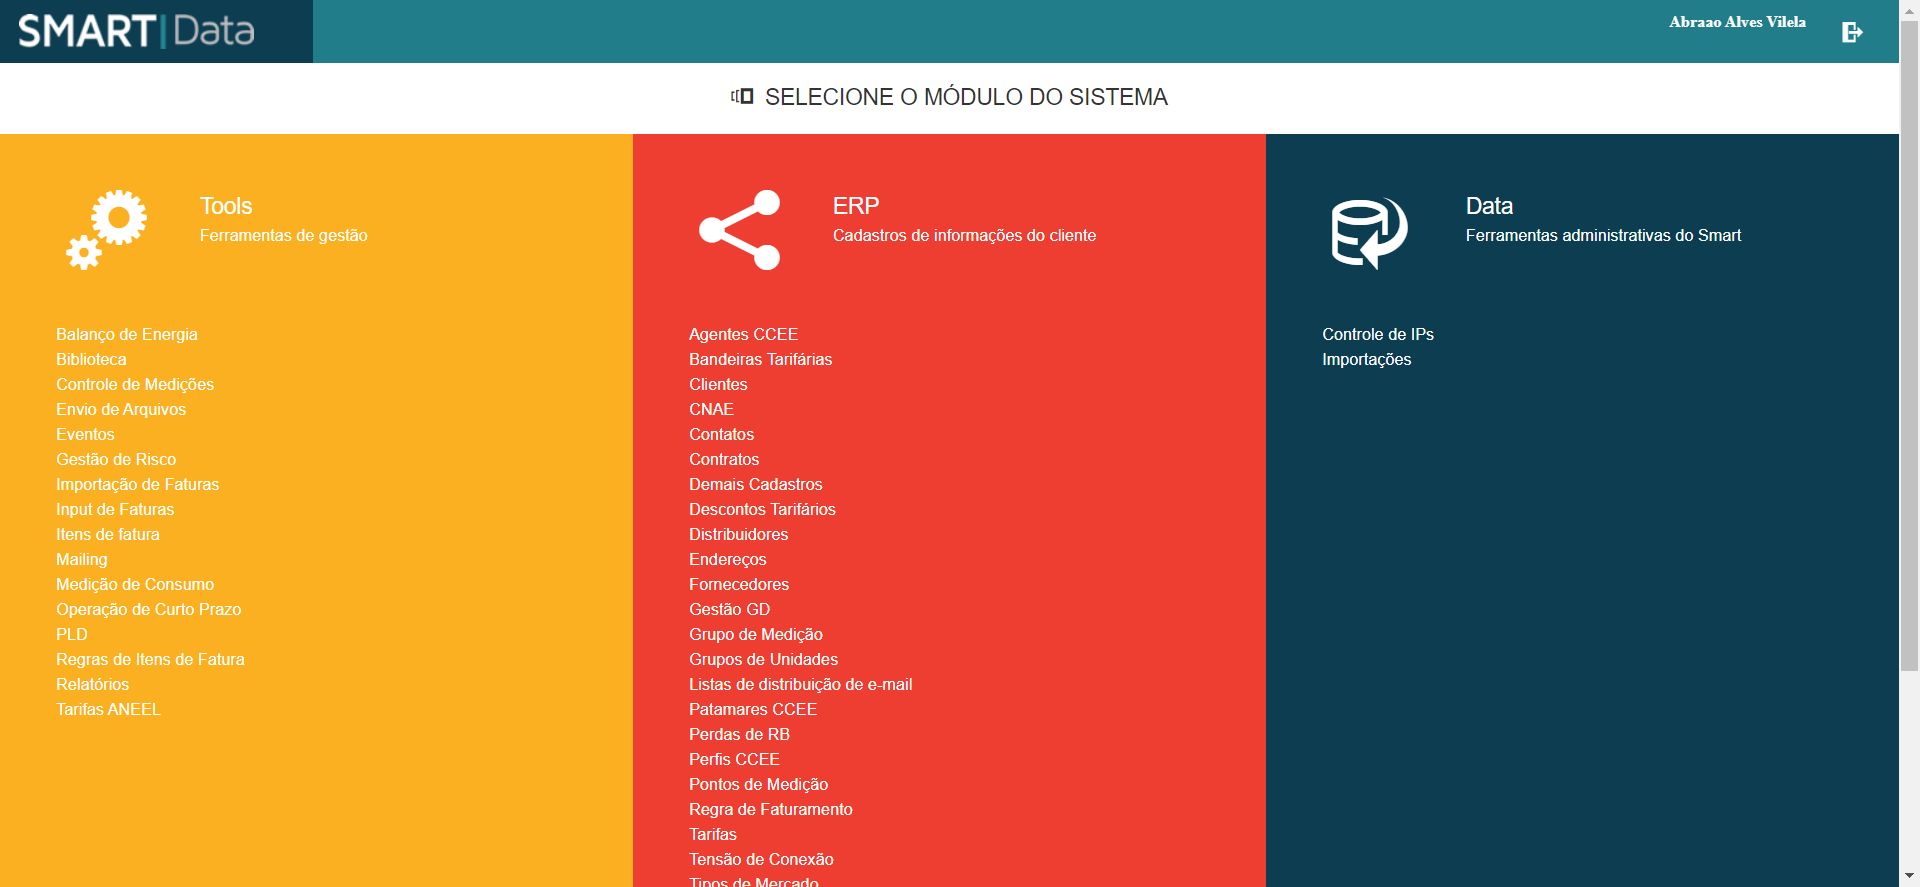 SMART|Data
Abraao Alves Vilela
SELECIONE O MÓDULO DO SISTEMA
Tools
Ferramentas de gestão
Balanço de Energia
Biblioteca
Controle de Medições
Envio de Arquivos
Eventos
Gestão de Risco
Importação de Faturas
Input de Faturas
Itens de fatura
Mailing
Medição de Consumo
Operação de Curto Prazo
PLD
Regras de Itens de Fatura
Relatórios
Tarifas ANEEL
ERP
Cadastros de informações do cliente
Agentes CCEE
Bandeiras Tarifárias
Clientes
CNAE
Contatos
Contratos
Demais Cadastros
Descontos Tarifários
Distribuidores
Endereços
Fornecedores
Gestão GD
Grupo de Medição
Grupos de Unidades
Listas de distribuição de e-mail
Patamares CCEE
Perdas de RB
Perfis CCEE
Pontos de Medição
Regra de Faturamento
Tarifas
Tensão de Conexão
Tipos de Mercado
Data
Ferramentas administrativas do Smart
Controle de IPs
Importações